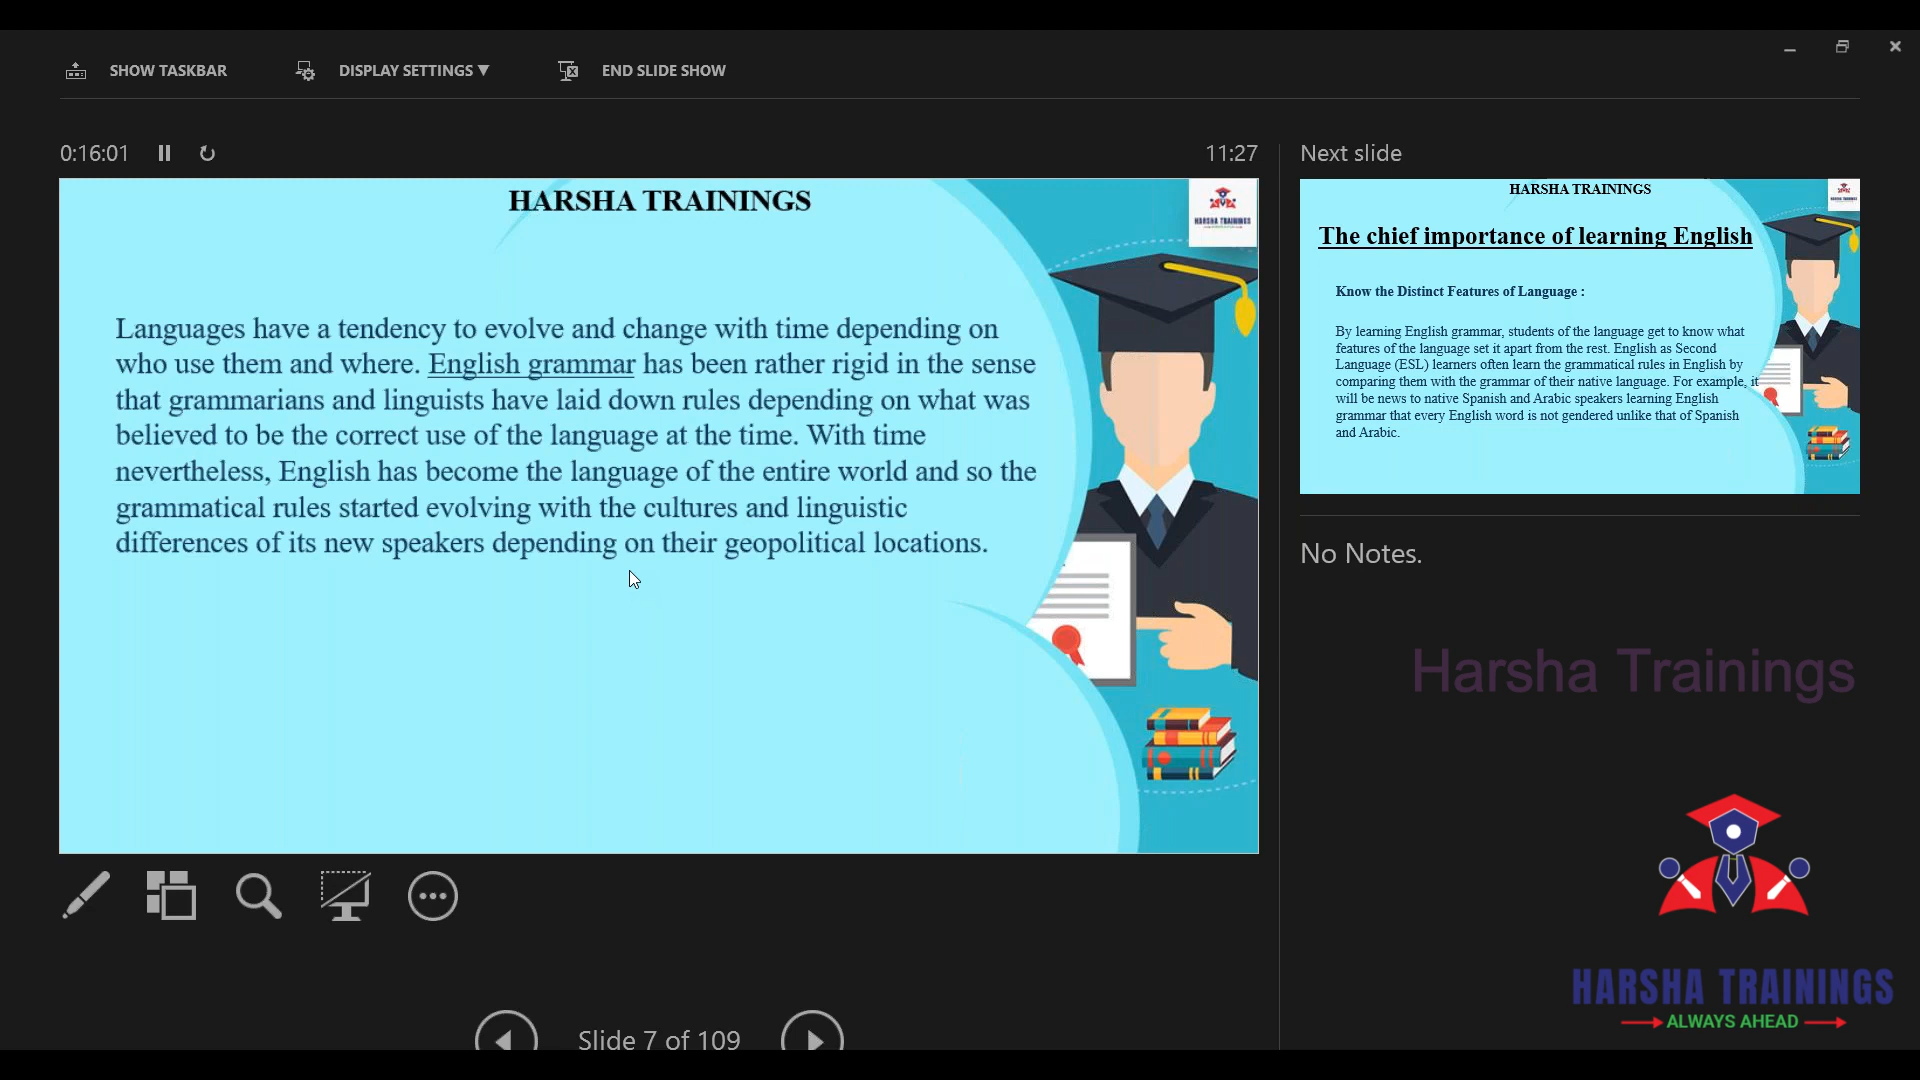 SHOW TASKBAR
DISPLAY SETTINGS ▼
END SLIDE SHOW
0:16:01
11:27
HARSHA TRAININGS
HARSHA TRAININGS
Languages have a tendency to evolve and change with time depending on
who use them and where. English grammar has been rather rigid in the sense
that grammarians and linguists have laid down rules depending on what was
believed to be the correct use of the language at the time. With time
nevertheless, English has become the language of the entire world and so the
grammatical rules started evolving with the cultures and linguistic
differences of its new speakers depending on their geopolitical locations.
Slide 7 of 109
Next slide
HARSHA TRAININGS
The chief importance of learning English
Know the Distinct Features of Language :
By learning English grammar, students of the language get to know what
features of the language set it apart from the rest. English as Second
Language (ESL) learners often learn the grammatical rules in English by
comparing them with the grammar of their native language. For example, it
will be news to native Spanish and Arabic speakers learning English
grammar that every English word is not gendered unlike that of Spanish
and Arabic.
No Notes.
Harsha Trainings
HARSHA TRAININGS
ALWAYS AHEAD